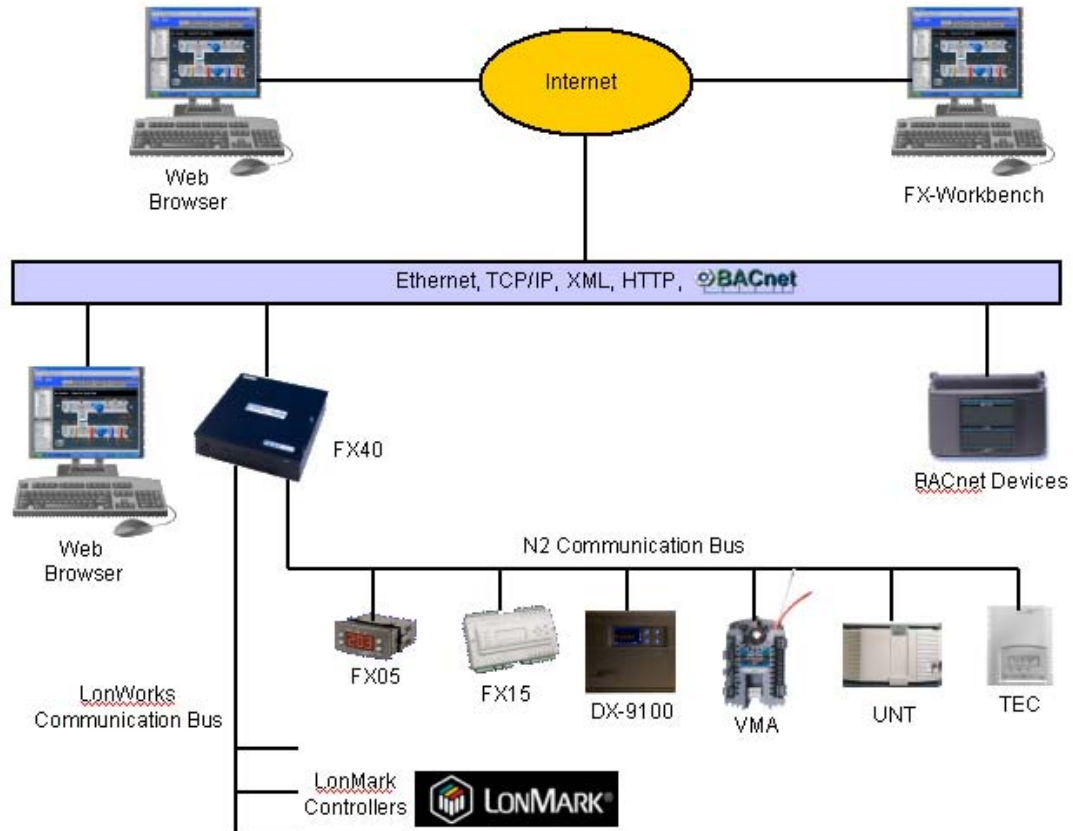 Internet
Web
Browser
FX-Workbench
Ethernet, TCP/IP, XML, HTTP, BACnet
FX40
BACnet Devices
Web
Browser
N2 Communication Bus
FX05
FX15
DX-9100
VMA
UNT
TEC
LonWorks
Communication Bus
LonMark
Controllers
LONMARK®